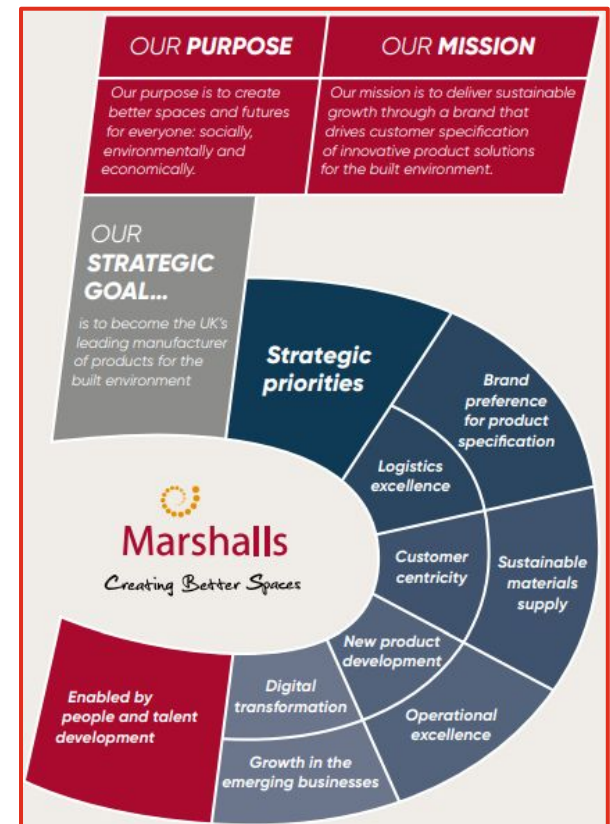 OUR PURPOSE
Our purpose is to create
better spaces and futures
for everyone: socially,
environmentally and
economically.
OUR MISSION
Our mission is to deliver sustainable
growth through a brand that
drives customer specification
of innovative product solutions
for the built environment.
OUR
STRATEGIC
GOAL...
is to become the UK's
leading manufacturer
of products for the
built environment
Strategic
priorities
Brand
preference
for product
specification
Logistics
excellence
Customer
centricity
Sustainable
materials
supply
New product
development
Operational
excellence
Digital
transformation
Growth in the
emerging businesses
Enabled by
people and talent
development
Marshalls
Creating Better Spaces